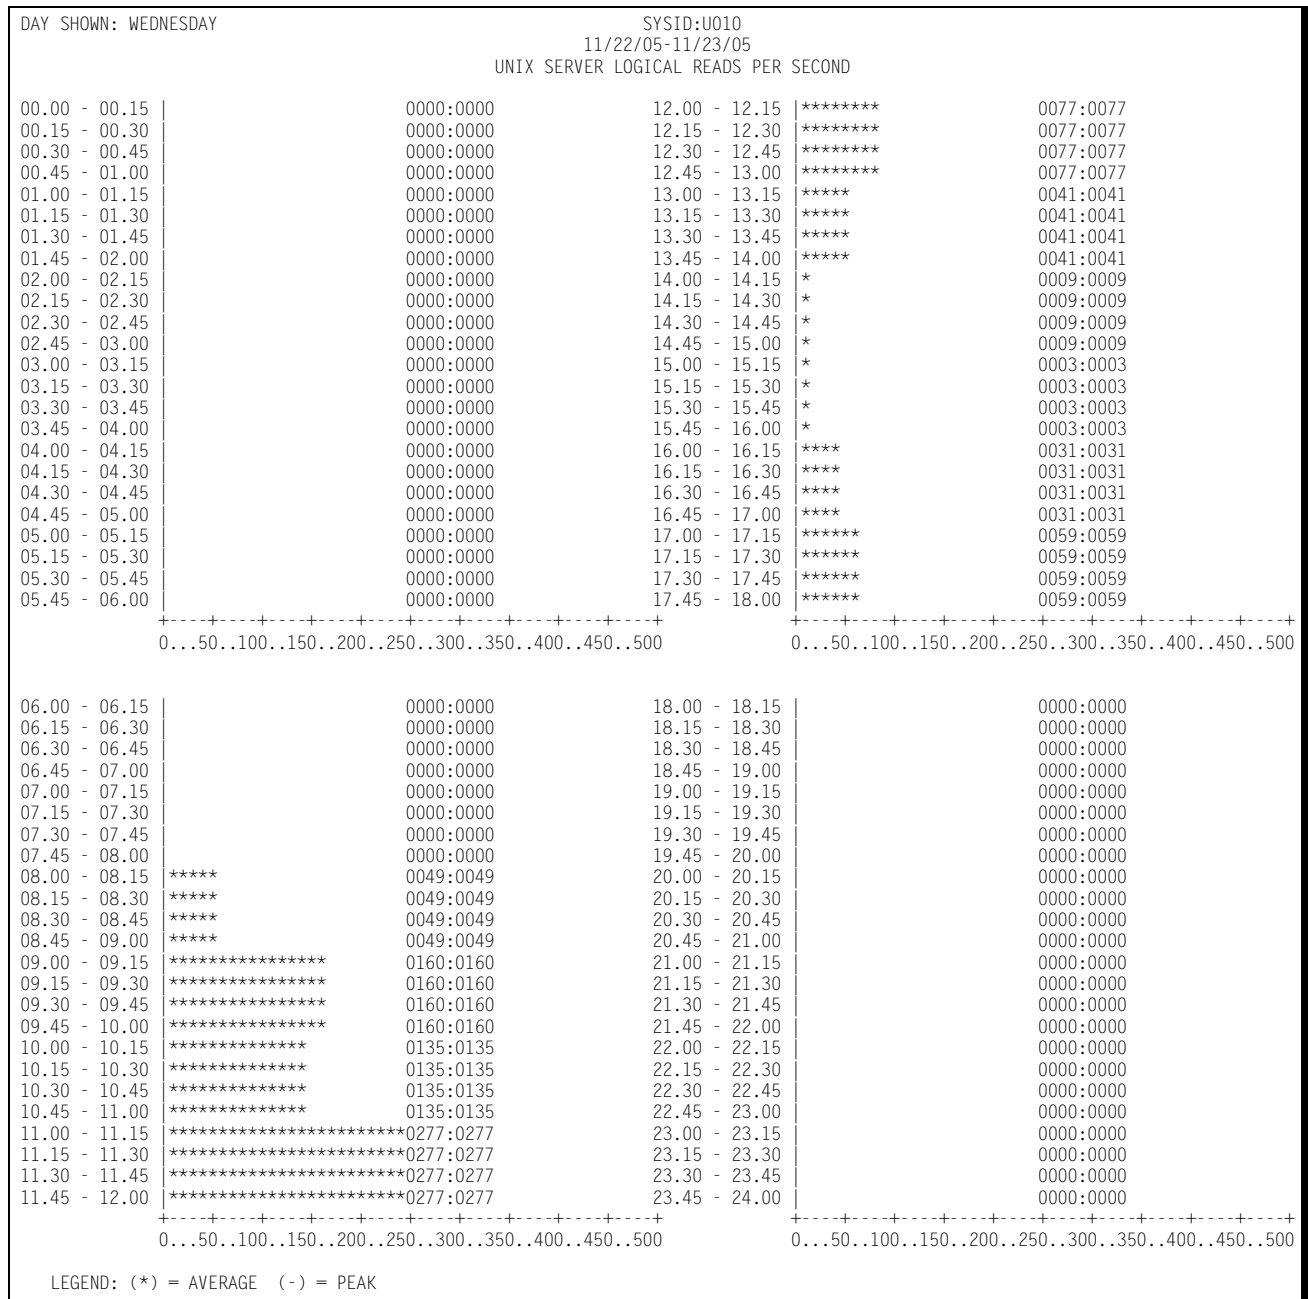 DAY SHOWN: WEDNESDAY                                           SYSID:U010
                                                         11/22/05-11/23/05
                                                UNIX SERVER LOGICAL READS PER SECOND
00.00 - 00.15 |                        0000:0000                12.00 - 12.15 |********                0077:0077
00.15 - 00.30 |                        0000:0000                12.15 - 12.30 |********                0077:0077
00.30 - 00.45 |                        0000:0000                12.30 - 12.45 |********                0077:0077
00.45 - 01.00 |                        0000:0000                12.45 - 13.00 |********                0077:0077
01.00 - 01.15 |                        0000:0000                13.00 - 13.15 |*****                   0041:0041
01.15 - 01.30 |                        0000:0000                13.15 - 13.30 |*****                   0041:0041
01.30 - 01.45 |                        0000:0000                13.30 - 13.45 |*****                   0041:0041
01.45 - 02.00 |                        0000:0000                13.45 - 14.00 |*****                   0041:0041
02.00 - 02.15 |                        0000:0000                14.00 - 14.15 |*                       0009:0009
02.15 - 02.30 |                        0000:0000                14.15 - 14.30 |*                       0009:0009
02.30 - 02.45 |                        0000:0000                14.30 - 14.45 |*                       0009:0009
02.45 - 03.00 |                        0000:0000                14.45 - 15.00 |*                       0009:0009
03.00 - 03.15 |                        0000:0000                15.00 - 15.15 |*                       0003:0003
03.15 - 03.30 |                        0000:0000                15.15 - 15.30 |*                       0003:0003
03.30 - 03.45 |                        0000:0000                15.30 - 15.45 |*                       0003:0003
03.45 - 04.00 |                        0000:0000                15.45 - 16.00 |*                       0003:0003
04.00 - 04.15 |                        0000:0000                16.00 - 16.15 |****                    0031:0031
04.15 - 04.30 |                        0000:0000                16.15 - 16.30 |****                    0031:0031
04.30 - 04.45 |                        0000:0000                16.30 - 16.45 |****                    0031:0031
04.45 - 05.00 |                        0000:0000                16.45 - 17.00 |****                    0031:0031
05.00 - 05.15 |                        0000:0000                17.00 - 17.15 |******                  0059:0059
05.15 - 05.30 |                        0000:0000                17.15 - 17.30 |******                  0059:0059
05.30 - 05.45 |                        0000:0000                17.30 - 17.45 |******                  0059:0059
05.45 - 06.00 |                        0000:0000                17.45 - 18.00 |******                  0059:0059
              +----+----+----+----+----+----+----+----+----+----+             +----+----+----+----+----+----+----+----+----+----+
              0...50..100..150..200..250..300..350..400..450..500             0...50..100..150..200..250..300..350..400..450..500
06.00 - 06.15 |                        0000:0000                18.00 - 18.15 |                        0000:0000
06.15 - 06.30 |                        0000:0000                18.15 - 18.30 |                        0000:0000
06.30 - 06.45 |                        0000:0000                18.30 - 18.45 |                        0000:0000
06.45 - 07.00 |                        0000:0000                18.45 - 19.00 |                        0000:0000
07.00 - 07.15 |                        0000:0000                19.00 - 19.15 |                        0000:0000
07.15 - 07.30 |                        0000:0000                19.15 - 19.30 |                        0000:0000
07.30 - 07.45 |                        0000:0000                19.30 - 19.45 |                        0000:0000
07.45 - 08.00 |                        0000:0000                19.45 - 20.00 |                        0000:0000
08.00 - 08.15 |*****                   0049:0049                20.00 - 20.15 |                        0000:0000
08.15 - 08.30 |*****                   0049:0049                20.15 - 20.30 |                        0000:0000
08.30 - 08.45 |*****                   0049:0049                20.30 - 20.45 |                        0000:0000
08.45 - 09.00 |*****                   0049:0049                20.45 - 21.00 |                        0000:0000
09.00 - 09.15 |****************        0160:0160                21.00 - 21.15 |                        0000:0000
09.15 - 09.30 |****************        0160:0160                21.15 - 21.30 |                        0000:0000
09.30 - 09.45 |****************        0160:0160                21.30 - 21.45 |                        0000:0000
09.45 - 10.00 |****************        0160:0160                21.45 - 22.00 |                        0000:0000
10.00 - 10.15 |**************          0135:0135                22.00 - 22.15 |                        0000:0000
10.15 - 10.30 |**************          0135:0135                22.15 - 22.30 |                        0000:0000
10.30 - 10.45 |**************          0135:0135                22.30 - 22.45 |                        0000:0000
10.45 - 11.00 |**************          0135:0135                22.45 - 23.00 |                        0000:0000
11.00 - 11.15 |************************0277:0277                23.00 - 23.15 |                        0000:0000
11.15 - 11.30 |************************0277:0277                23.15 - 23.30 |                        0000:0000
11.30 - 11.45 |************************0277:0277                23.30 - 23.45 |                        0000:0000
11.45 - 12.00 |************************0277:0277                23.45 - 24.00 |                        0000:0000
              +----+----+----+----+----+----+----+----+----+----+             +----+----+----+----+----+----+----+----+----+----+
              0...50..100..150..200..250..300..350..400..450..500             0...50..100..150..200..250..300..350..400..450..500
   LEGEND: (*) = AVERAGE  (-) = PEAK